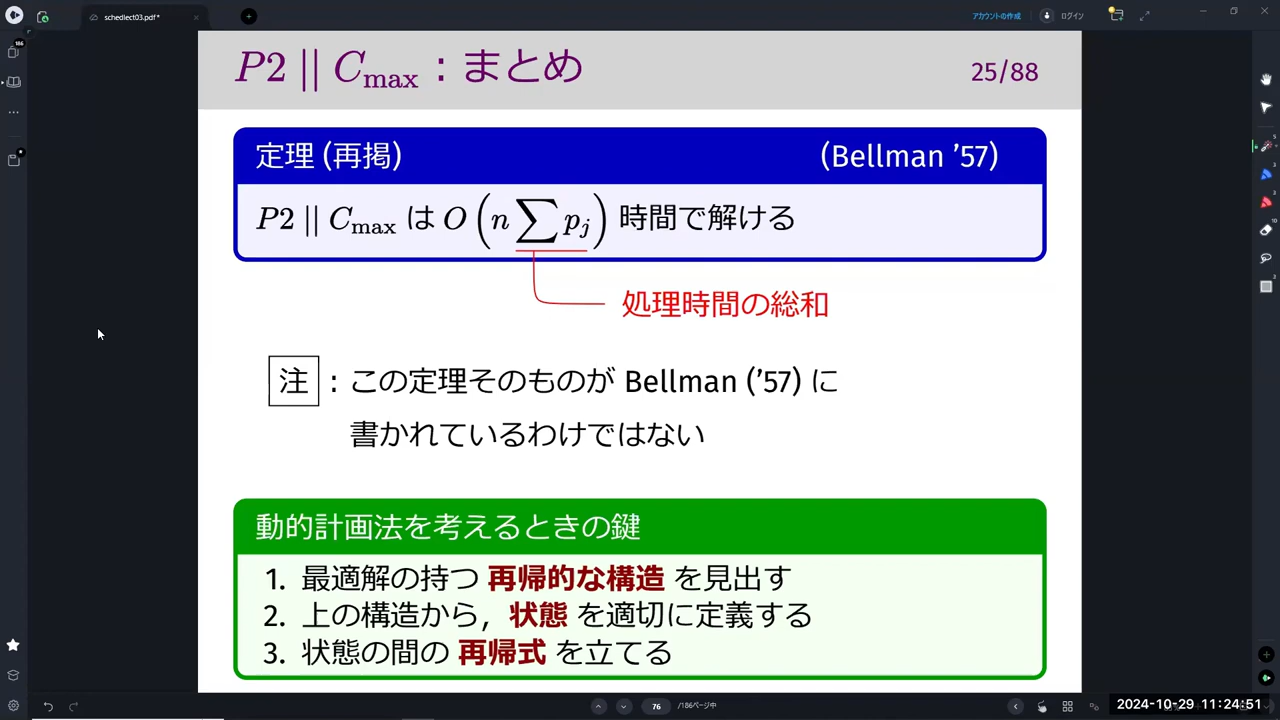 schedlect03.pdf*
アカウントの作成
ログイン
186
P2 || Cmax：まとめ
25/88
定理 (再掲)
(Bellman ’57)
P2 || Cmax は O(n∑pj) 時間で解ける
処理時間の総和
注：この定理そのものが Bellman (’57) に
書かれているわけではない
動的計画法を考えるときの鍵
1. 最適解の持つ 再帰的な構造 を見出す
2. 上の構造から，状態 を適切に定義する
3. 状態の間の 再帰式 を立てる
76
/186ページ中
2024-10-29 11:24:51